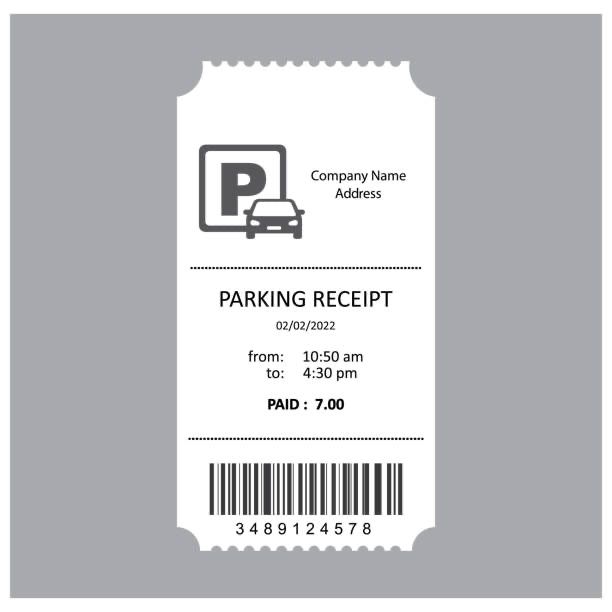 P
Company Name
Address
PARKING RECEIPT
02/02/2022
from: 10:50 am
to: 4:30 pm
PAID : 7.00
3489124578